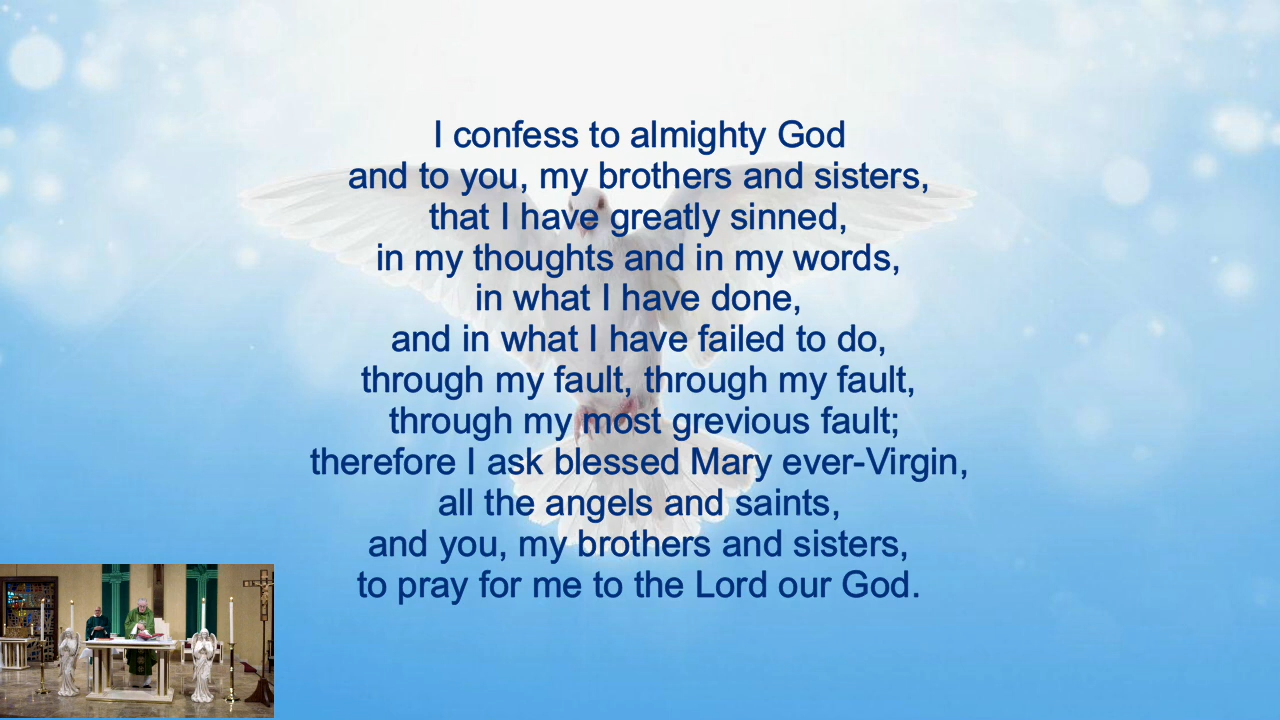 I confess to almighty God
and to you, my brothers and sisters,
that I have greatly sinned,
in my thoughts and in my words,
in what I have done,
and in what I have failed to do,
through my fault, through my fault,
through my most grevious fault;
therefore I ask blessed Mary ever-Virgin,
all the angels and saints,
and you, my brothers and sisters,
to pray for me to the Lord our God.